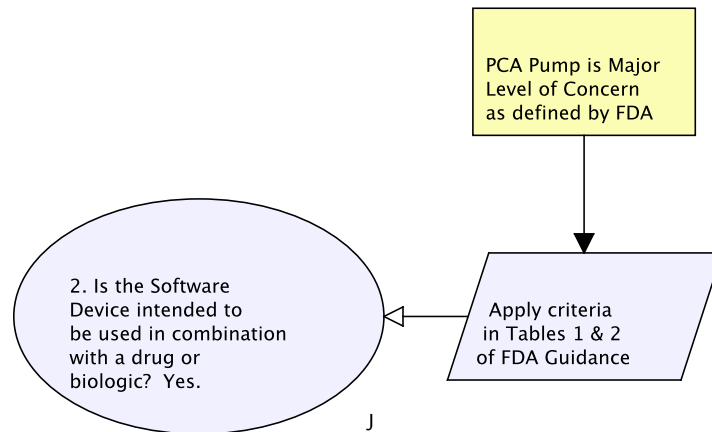 PCA Pump is Major
Level of Concern
as defined by FDA
2. Is the Software
Device intended to
be used in combination
with a drug or
biologic?  Yes.
Apply criteria
in Tables 1 & 2
of FDA Guidance
J